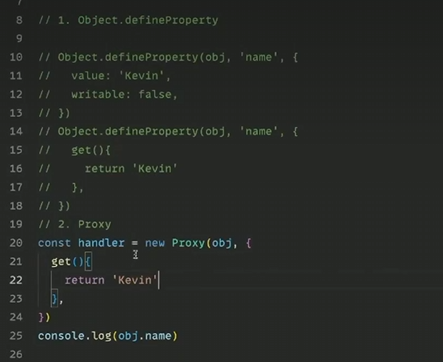 8 // 1. Object.defineProperty
9
10 // Object.defineProperty(obj, 'name', {
11 //   value: 'Kevin',
12 //   writable: false,
13 // })
14 // Object.defineProperty(obj, 'name', {
15 //   get(){
16 //     return 'Kevin'
17 //   },
18 // })
19 // 2. Proxy
20 const handler = new Proxy(obj, {
21   get(){
22     return 'Kevin'
23   },
24 })
25 console.log(obj.name)
26